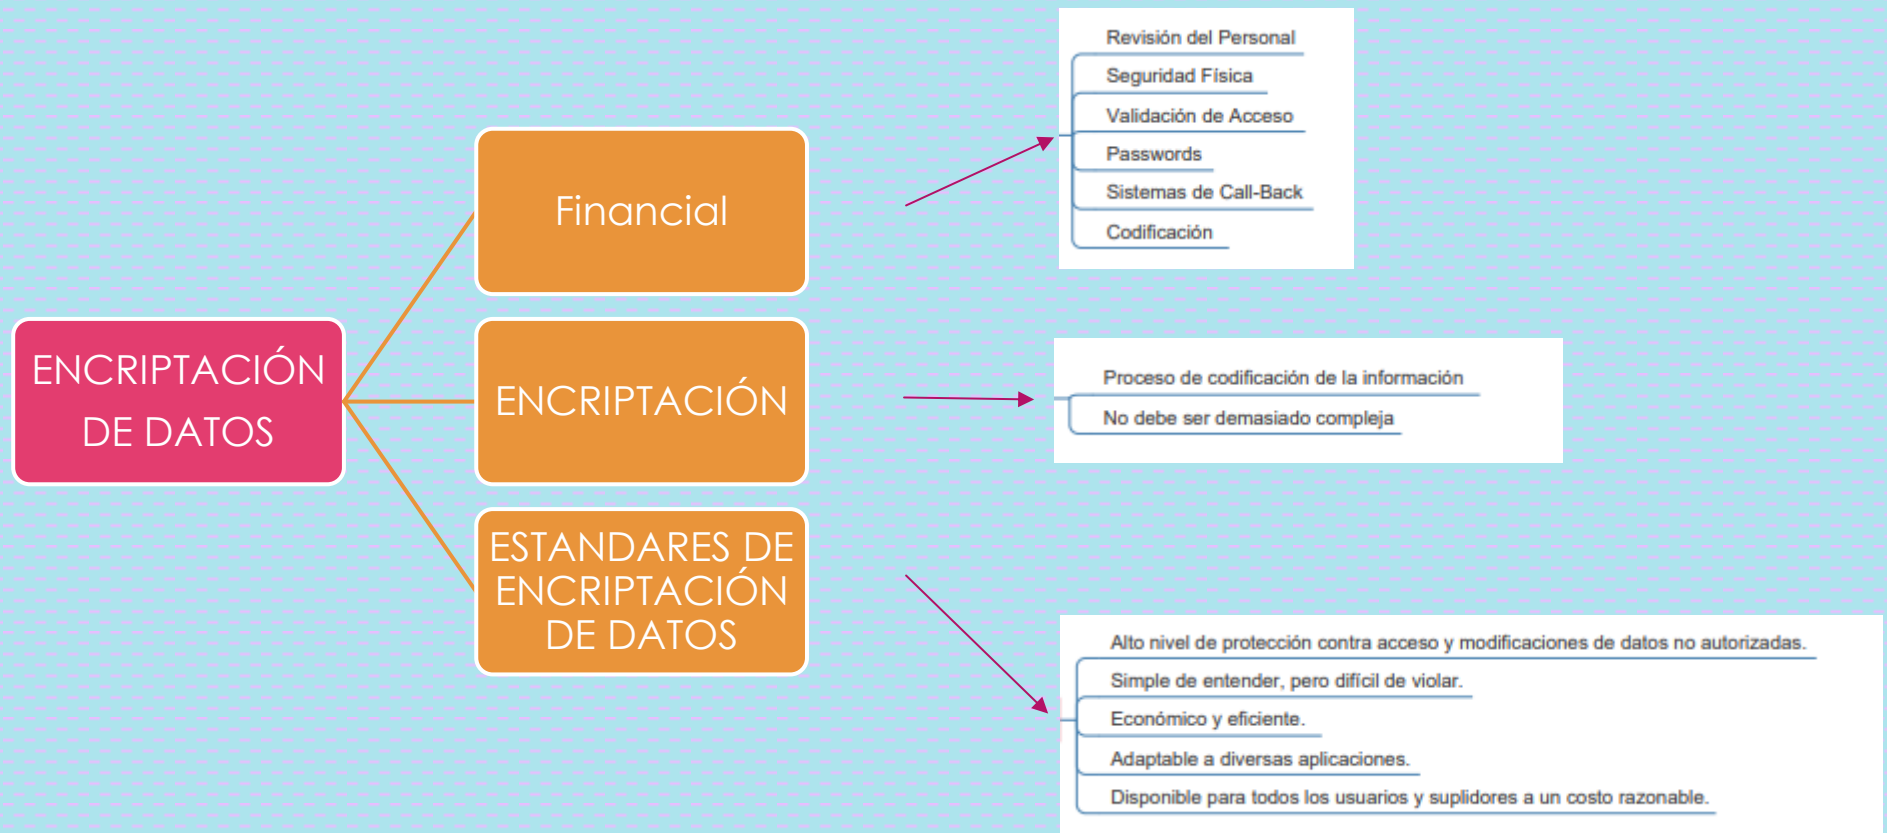 ENCRIPTACIÓN
DE DATOS
Financial
Revisión del Personal
Seguridad Física
Validación de Acceso
Passwords
Sistemas de Call-Back
Codificación
ENCRIPTACIÓN
Proceso de codificación de la información
No debe ser demasiado compleja
ESTANDARES DE
ENCRIPTACIÓN
DE DATOS
Alto nivel de protección contra acceso y modificaciones de datos no autorizadas.
Simple de entender, pero difícil de violar.
Económico y eficiente.
Adaptable a diversas aplicaciones.
Disponible para todos los usuarios y suplidores a un costo razonable.